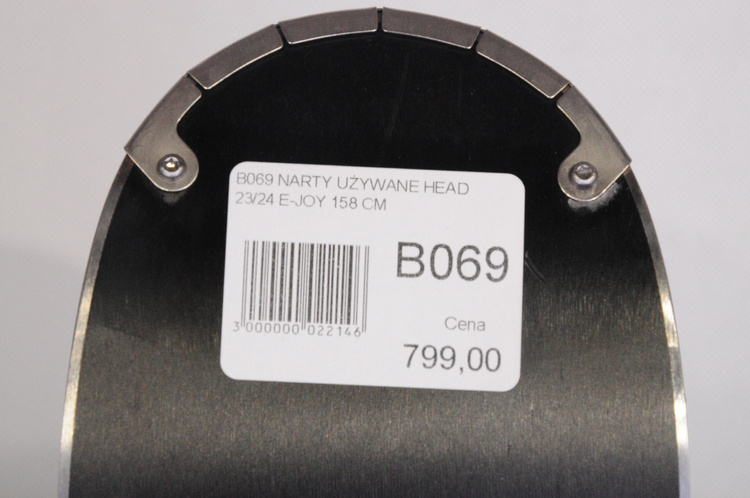 B069 NARTY UŻYWANE HEAD
23/24 E-JOY 158 CM
B069
3 000000 022146
Cena
799,00